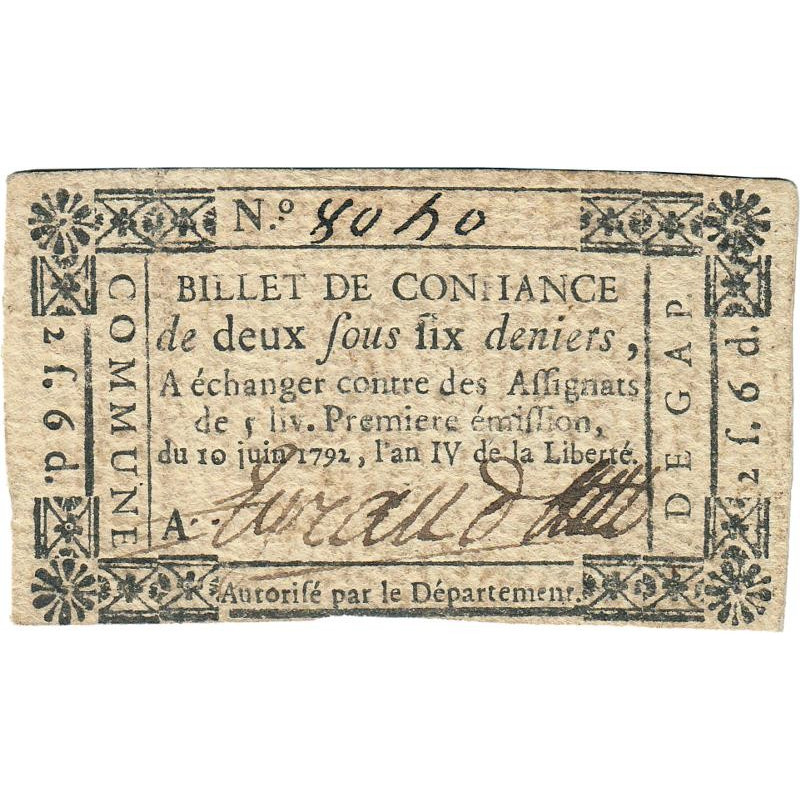 N.º 8040
COMMUNE
DE GAP
2 ſ. 6 d.
2 ſ. 6 d.
BILLET DE CONFIANCE
de deux ſous ſix deniers,
A échanger contre des Aſſignats
de 5 liv. Premiere émiſſion,
du 10 juin 1792, l'an IV de la Liberté.
A.
Autoriſé par le Département.